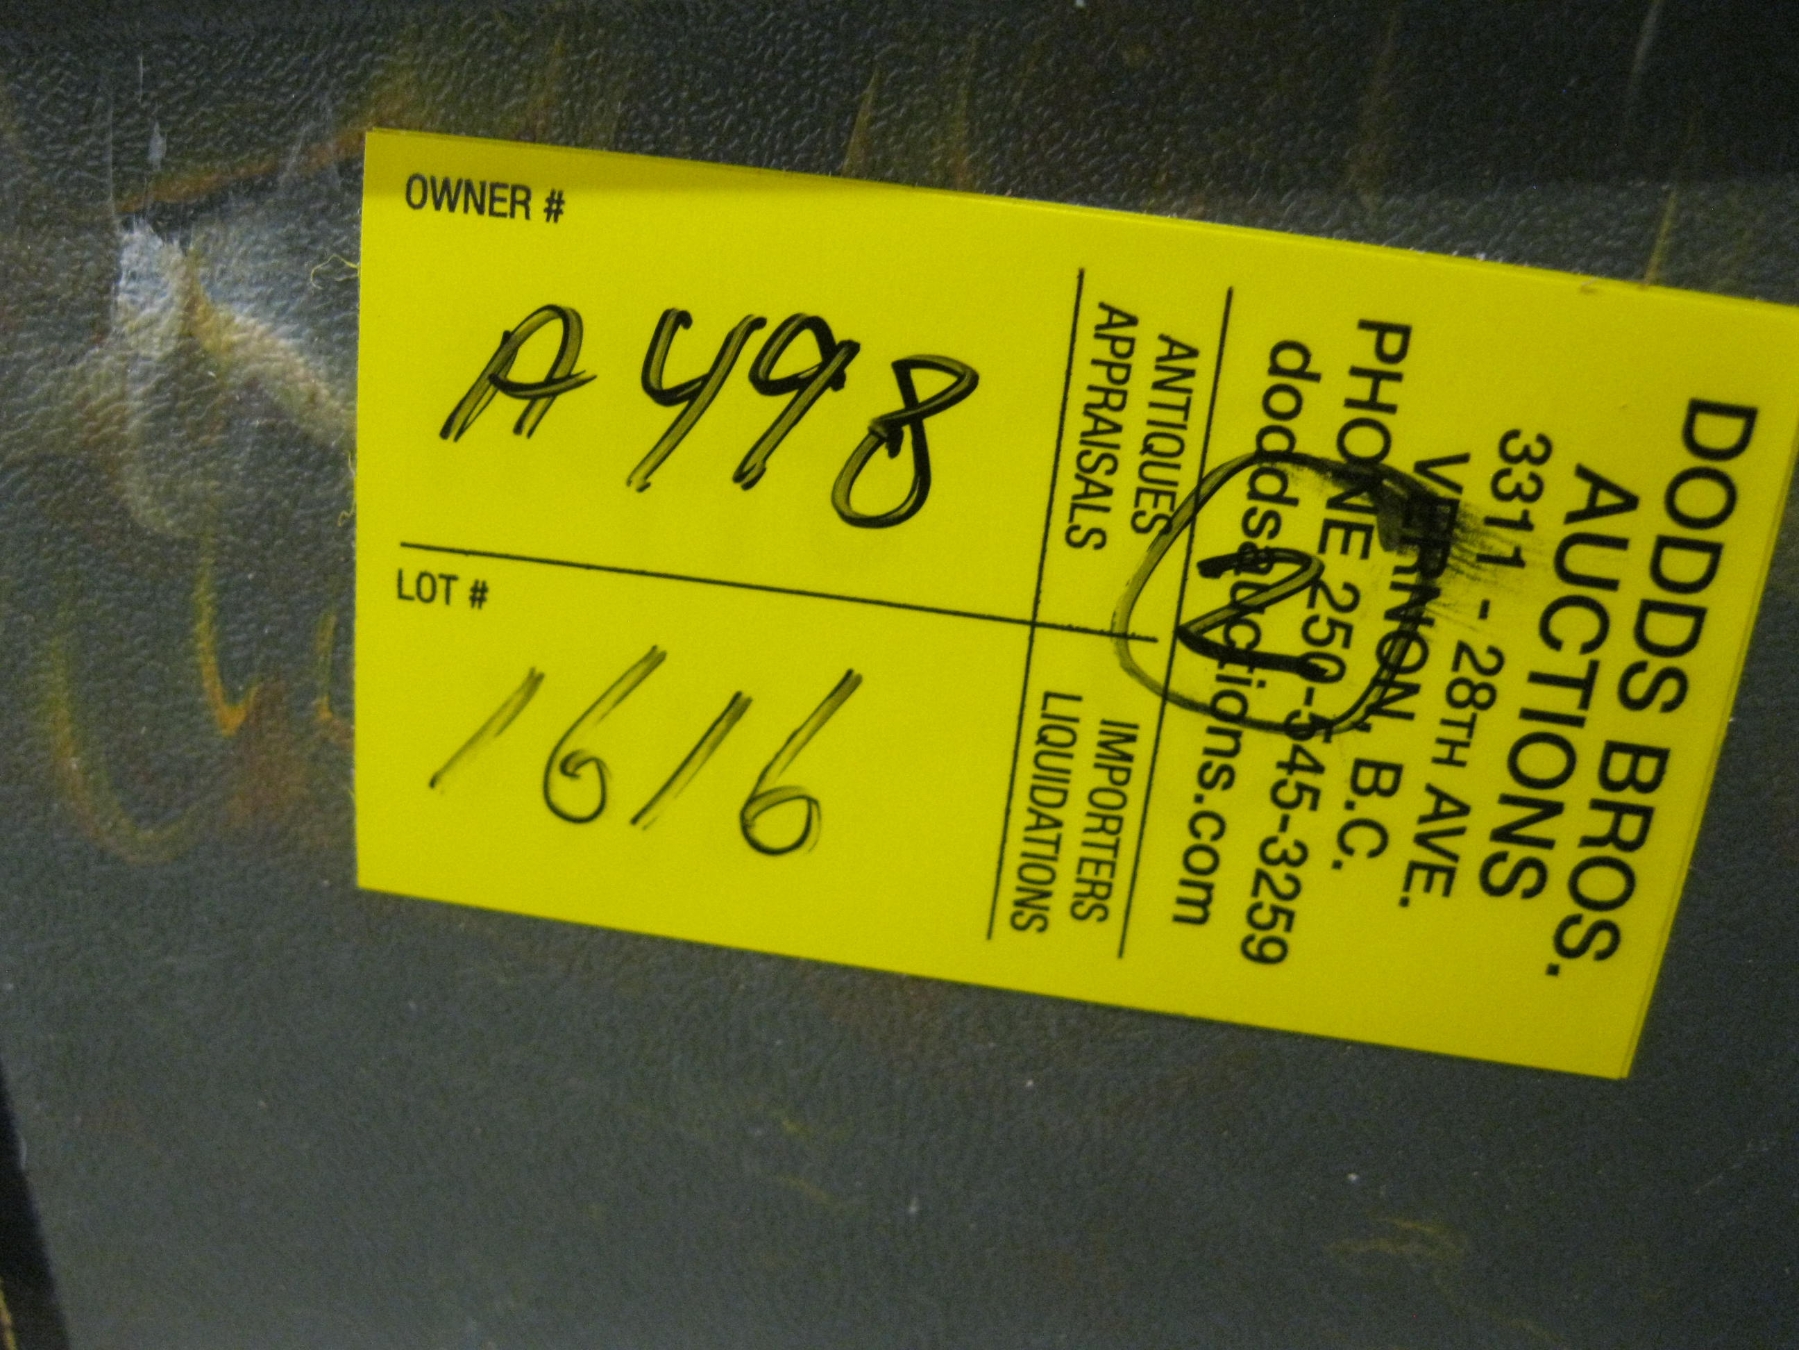 OWNER #
A498
LOT #
1616
DODDS BROS.
AUCTIONS
3311 - 28TH AVE.
VERNON, B.C.
PHONE 250-545-3259
doddsauctions.com
ANTIQUES
APPRAISALS
IMPORTERS
LIQUIDATIONS
2